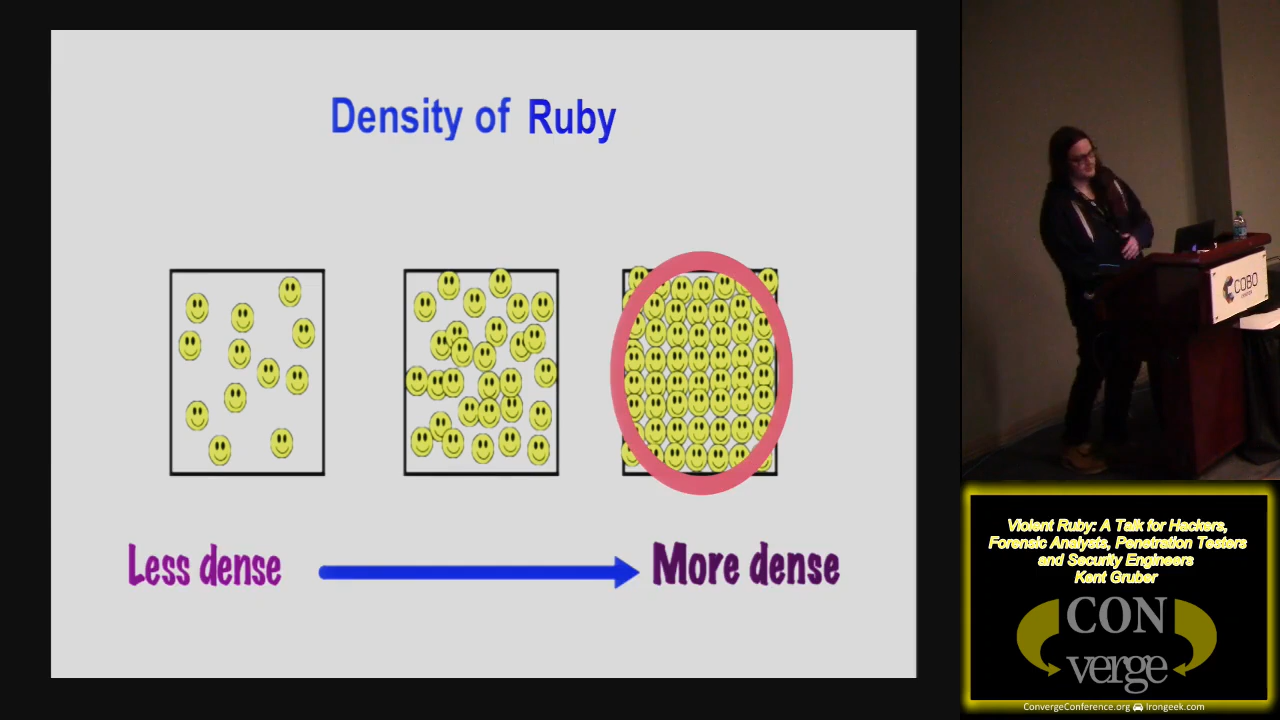 Density of Ruby
Less dense
More dense
COBO
Violent Ruby: A Talk for Hackers,
Forensic Analysts, Penetration Testers
and Security Engineers
Kent Gruber
CON
verge
ConvergeConference.org Irongeek.com